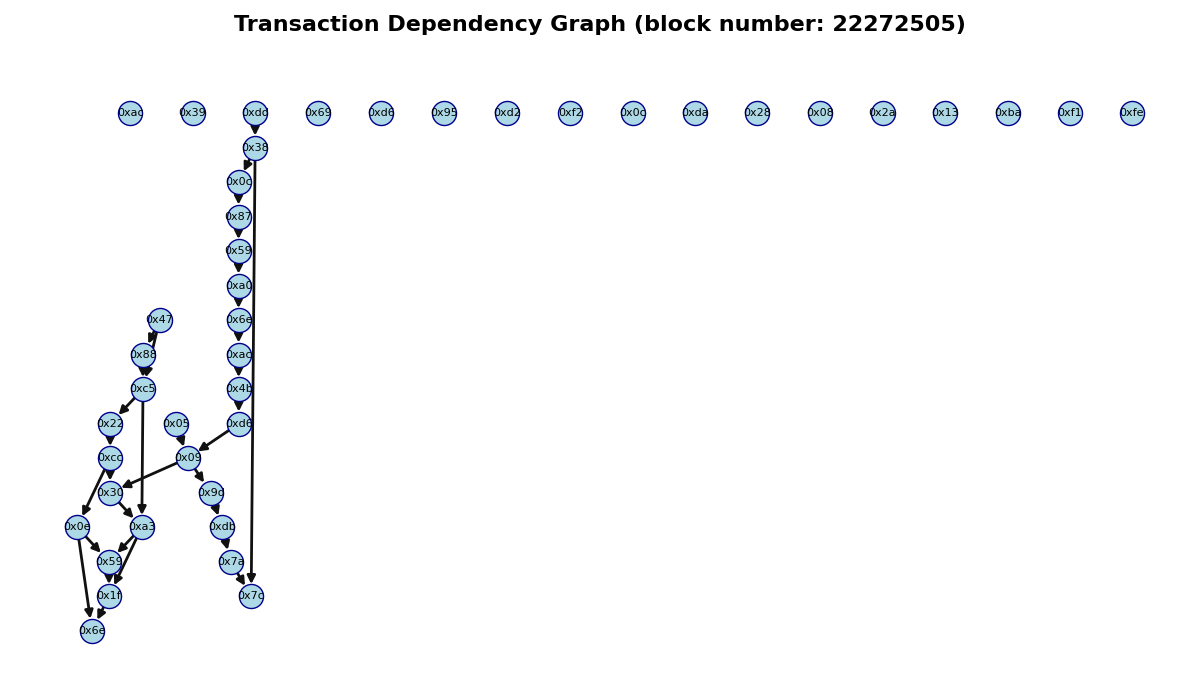 Transaction Dependency Graph (block number: 22272505)
0xac 0x39 0xdd 0x69 0xd6 0x95 0xd2 0xf2 0x0c 0xda 0x28 0x08 0x2a 0x13 0xba 0xf1 0xfe
0x38
0x0c
0x87
0x59
0xa0
0x47 0x6e
0x88 0xac
0xc5 0x4b
0x22 0x05 0xd6
0xcc 0x09
0x30 0x9c
0x0e 0xa3 0xdb
0x59 0x7a
0x1f 0x7c
0x6e